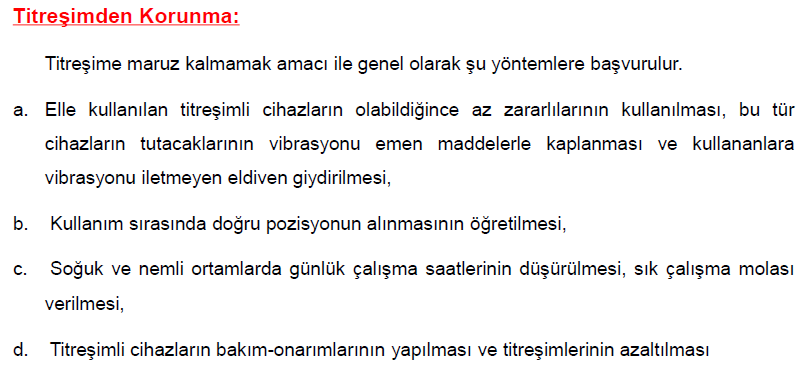 Titreşimden Korunma:
Titreşime maruz kalmamak amacı ile genel olarak şu yöntemlere başvurulur.
a. Elle kullanılan titreşimli cihazların olabildiğince az zararlılarının kullanılması, bu tür
cihazların tutacaklarının vibrasyonu emen maddelerle kaplanması ve kullananlara
vibrasyonu iletmeyen eldiven giydirilmesi,
b. Kullanım sırasında doğru pozisyonun alınmasının öğretilmesi,
c. Soğuk ve nemli ortamlarda günlük çalışma saatlerinin düşürülmesi, sık çalışma molası
verilmesi,
d. Titreşimli cihazların bakım-onarımlarının yapılması ve titreşimlerinin azaltılması